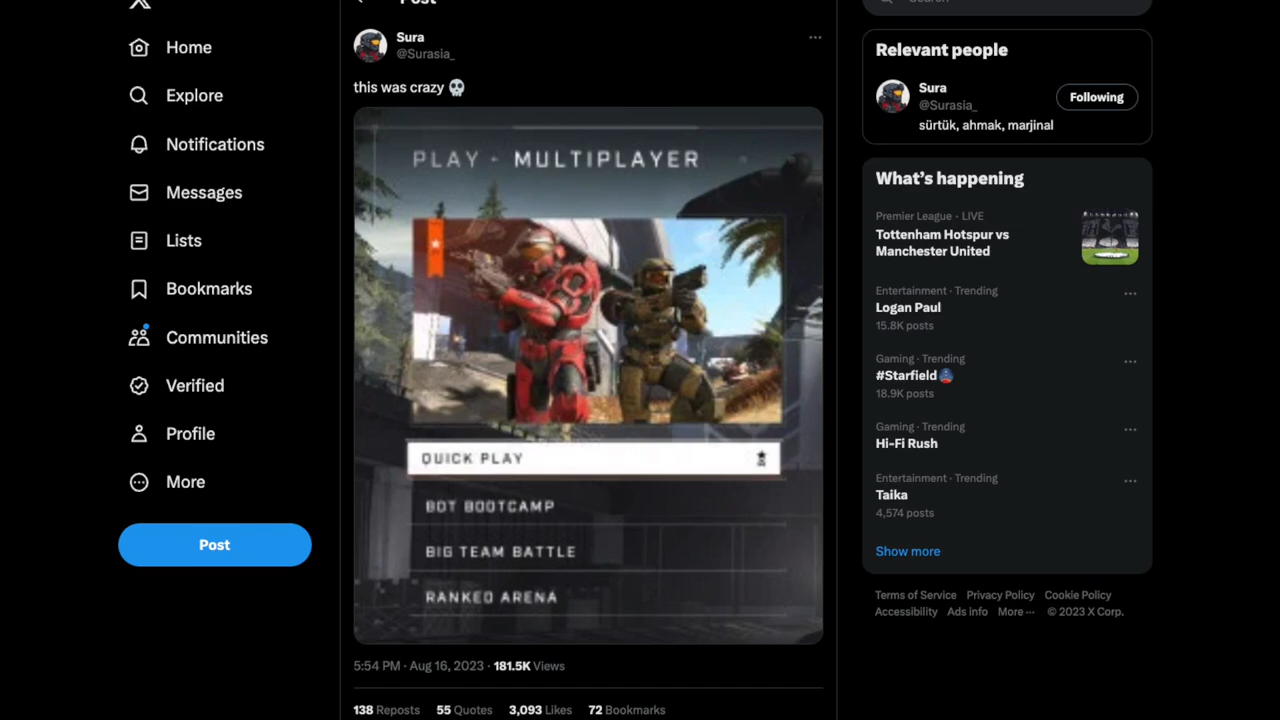 Post
Search
Home
Explore
Notifications
Messages
Lists
Bookmarks
Communities
Verified
Profile
More
Post
Sura
@Surasia_
this was crazy 💀
PLAY - MULTIPLAYER
QUICK PLAY
BOT BOOTCAMP
BIG TEAM BATTLE
RANKED ARENA
5:54 PM · Aug 16, 2023 · 181.5K Views
138 Reposts 55 Quotes 3,093 Likes 72 Bookmarks
Relevant people
Sura
@Surasia_
Following
sürtük, ahmak, marjinal
What's happening
Premier League · LIVE
Tottenham Hotspur vs
Manchester United
Entertainment · Trending
Logan Paul
15.8K posts
Gaming · Trending
#Starfield
18.9K posts
Gaming · Trending
Hi-Fi Rush
Entertainment · Trending
Taika
4,574 posts
Show more
Terms of Service Privacy Policy Cookie Policy
Accessibility Ads info More ··· © 2023 X Corp.